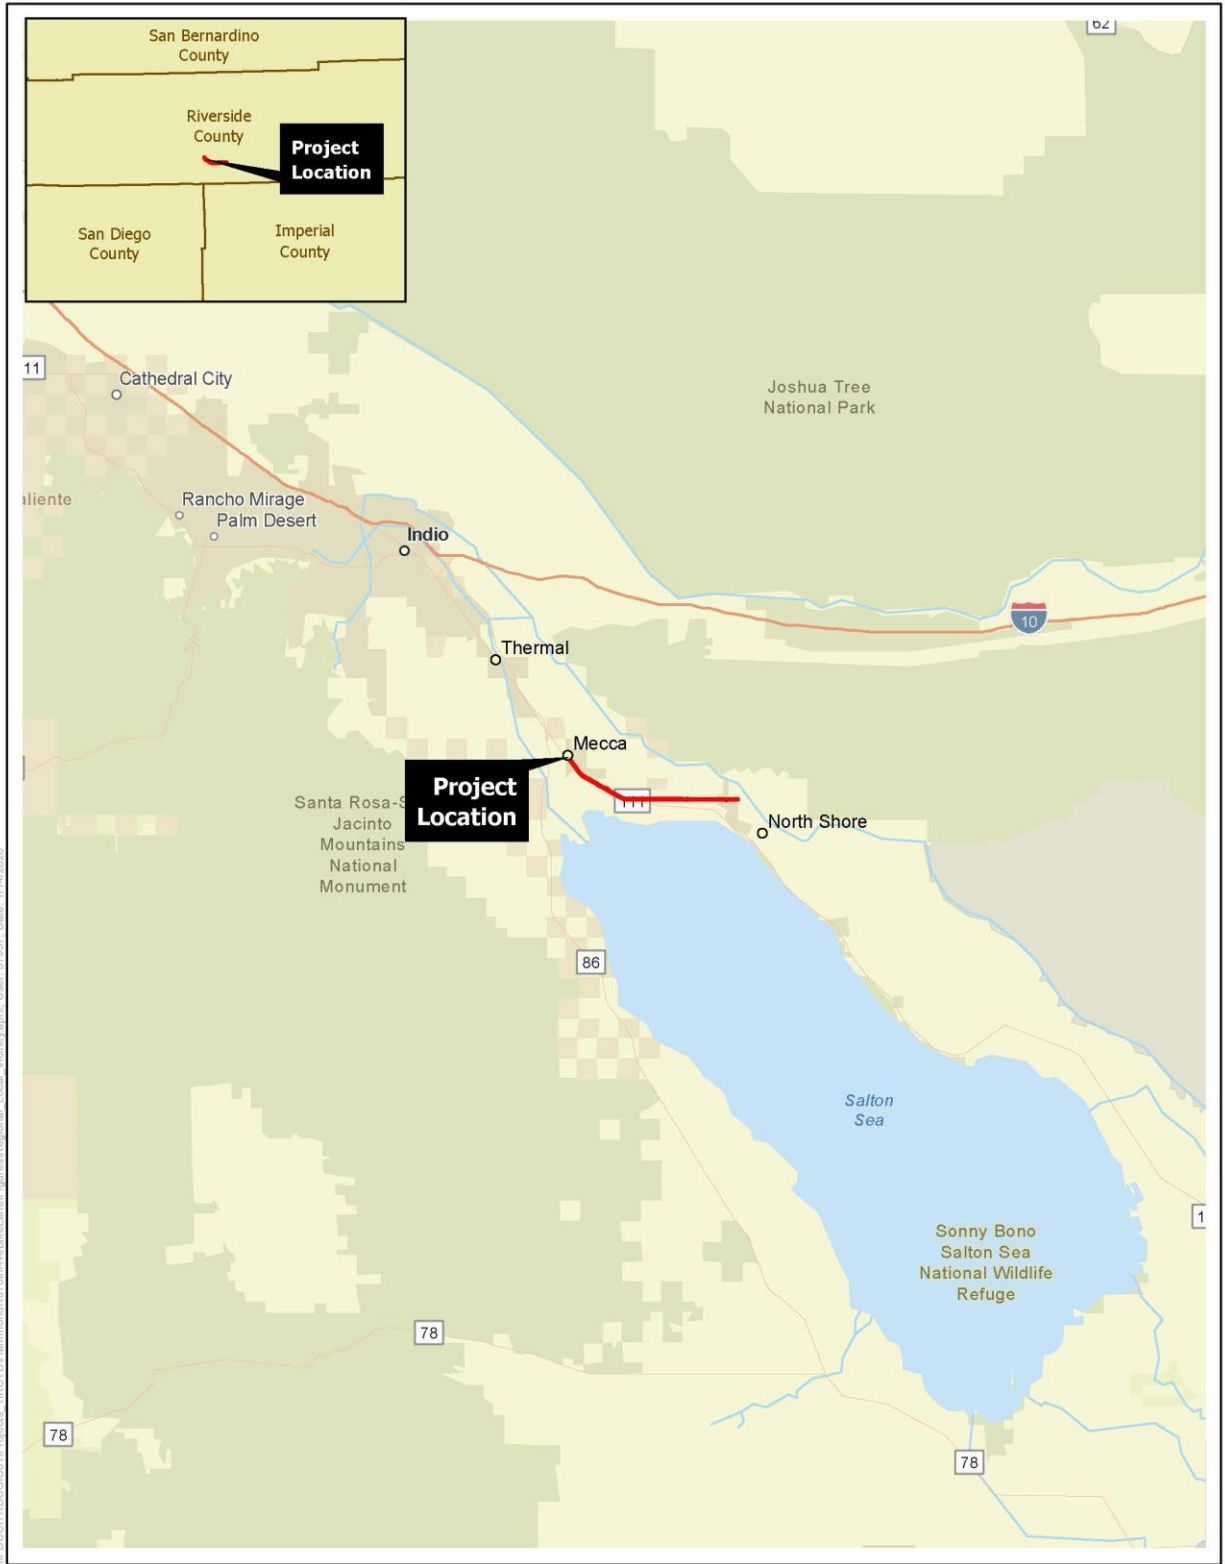 San Bernardino
County
Riverside
County
Project
Location
San Diego
County
Imperial
County
62
11
Cathedral City
Joshua Tree
National Park
aliente
Rancho Mirage
Palm Desert
Indio
10
Thermal
Mecca
Project
Location
111
Santa Rosa-S
Jacinto
Mountains
National
Monument
North Shore
86
Salton
Sea
1
Sonny Bono
Salton Sea
National Wildlife
Refuge
78
78
78